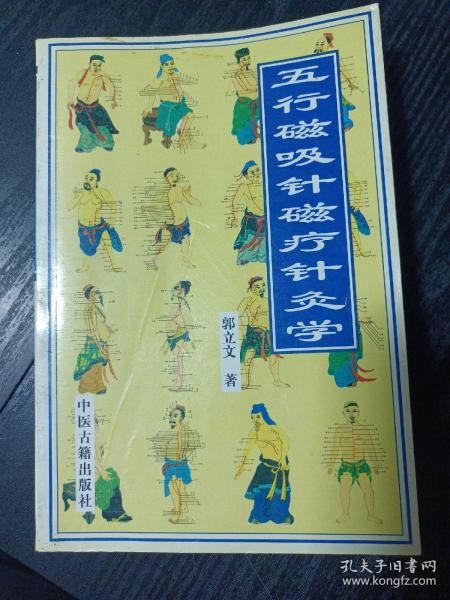 五行磁吸针磁疗针灸学
郭立文 著
中医古籍出版社
孔夫子旧书网
www.kongfz.com